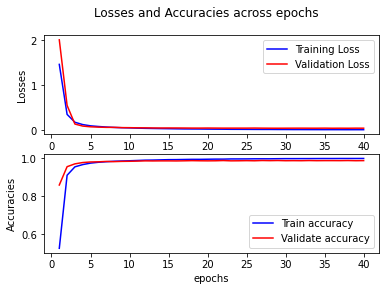 Losses and Accuracies across epochs
2
1
0
Losses
Training Loss
Validation Loss
0 5 10 15 20 25 30 35 40
1.0
0.8
0.6
Accuracies
Train accuracy
Validate accuracy
0 5 10 15 20 25 30 35 40
epochs